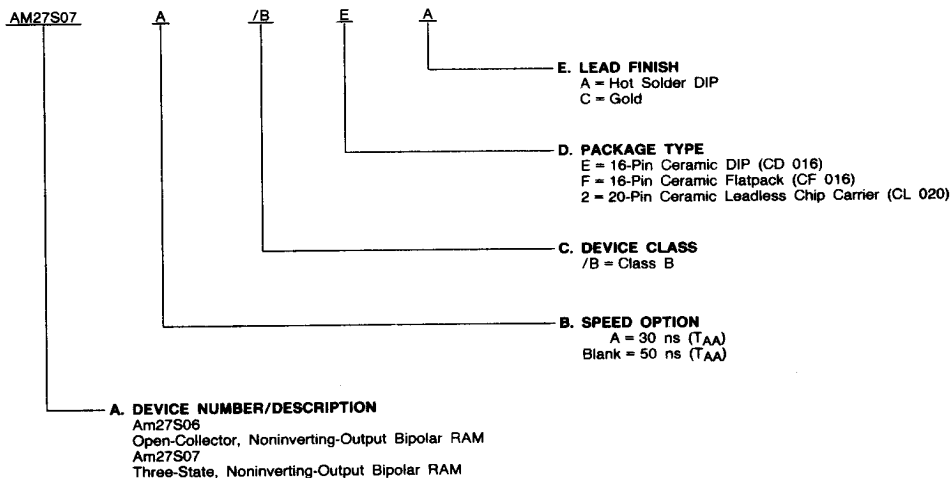 AM27S07 A /B E A
E. LEAD FINISH
A = Hot Solder DIP
C = Gold
D. PACKAGE TYPE
E = 16-Pin Ceramic DIP (CD 016)
F = 16-Pin Ceramic Flatpack (CF 016)
2 = 20-Pin Ceramic Leadless Chip Carrier (CL 020)
C. DEVICE CLASS
/B = Class B
B. SPEED OPTION
A = 30 ns (TAA)
Blank = 50 ns (TAA)
A. DEVICE NUMBER/DESCRIPTION
Am27S06
Open-Collector, Noninverting-Output Bipolar RAM
Am27S07
Three-State, Noninverting-Output Bipolar RAM